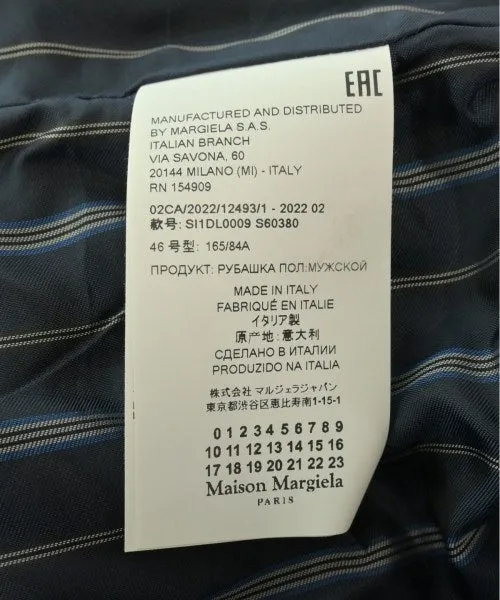 EAC
MANUFACTURED AND DISTRIBUTED
BY MARGIELA S.A.S.
ITALIAN BRANCH
VIA SAVONA, 60
20144 MILANO (MI) - ITALY
RN 154909
02CA/2022/12493/1 - 2022 02
款号: SI1DL0009 S60380
46 号型: 165/84A
ПРОДУКТ: РУБАШКА ПОЛ:МУЖСКОЙ
MADE IN ITALY
FABRIQUÉ EN ITALIE
イタリア製
原产地: 意大利
СДЕЛАНО В ИТАЛИИ
PRODUZIDO NA ITALIA
株式会社 マルジェラジャパン
東京都渋谷区恵比寿南1-15-1
0 1 2 3 4 5 6 7 8 9
10 11 12 13 14 15 16
17 18 19 20 21 22 23
Maison Margiela
PARIS